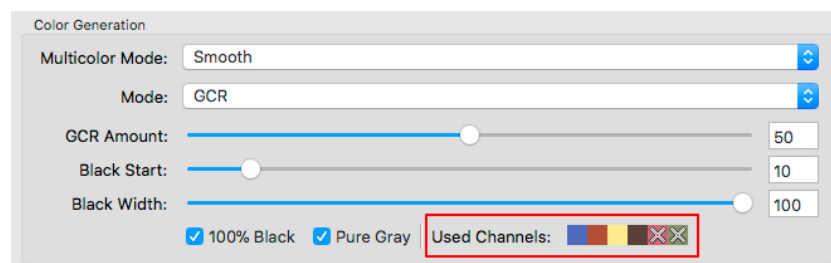 Color Generation
Multicolor Mode: Smooth
Mode: GCR
GCR Amount: 50
Black Start: 10
Black Width: 100
100% Black Pure Gray Used Channels: